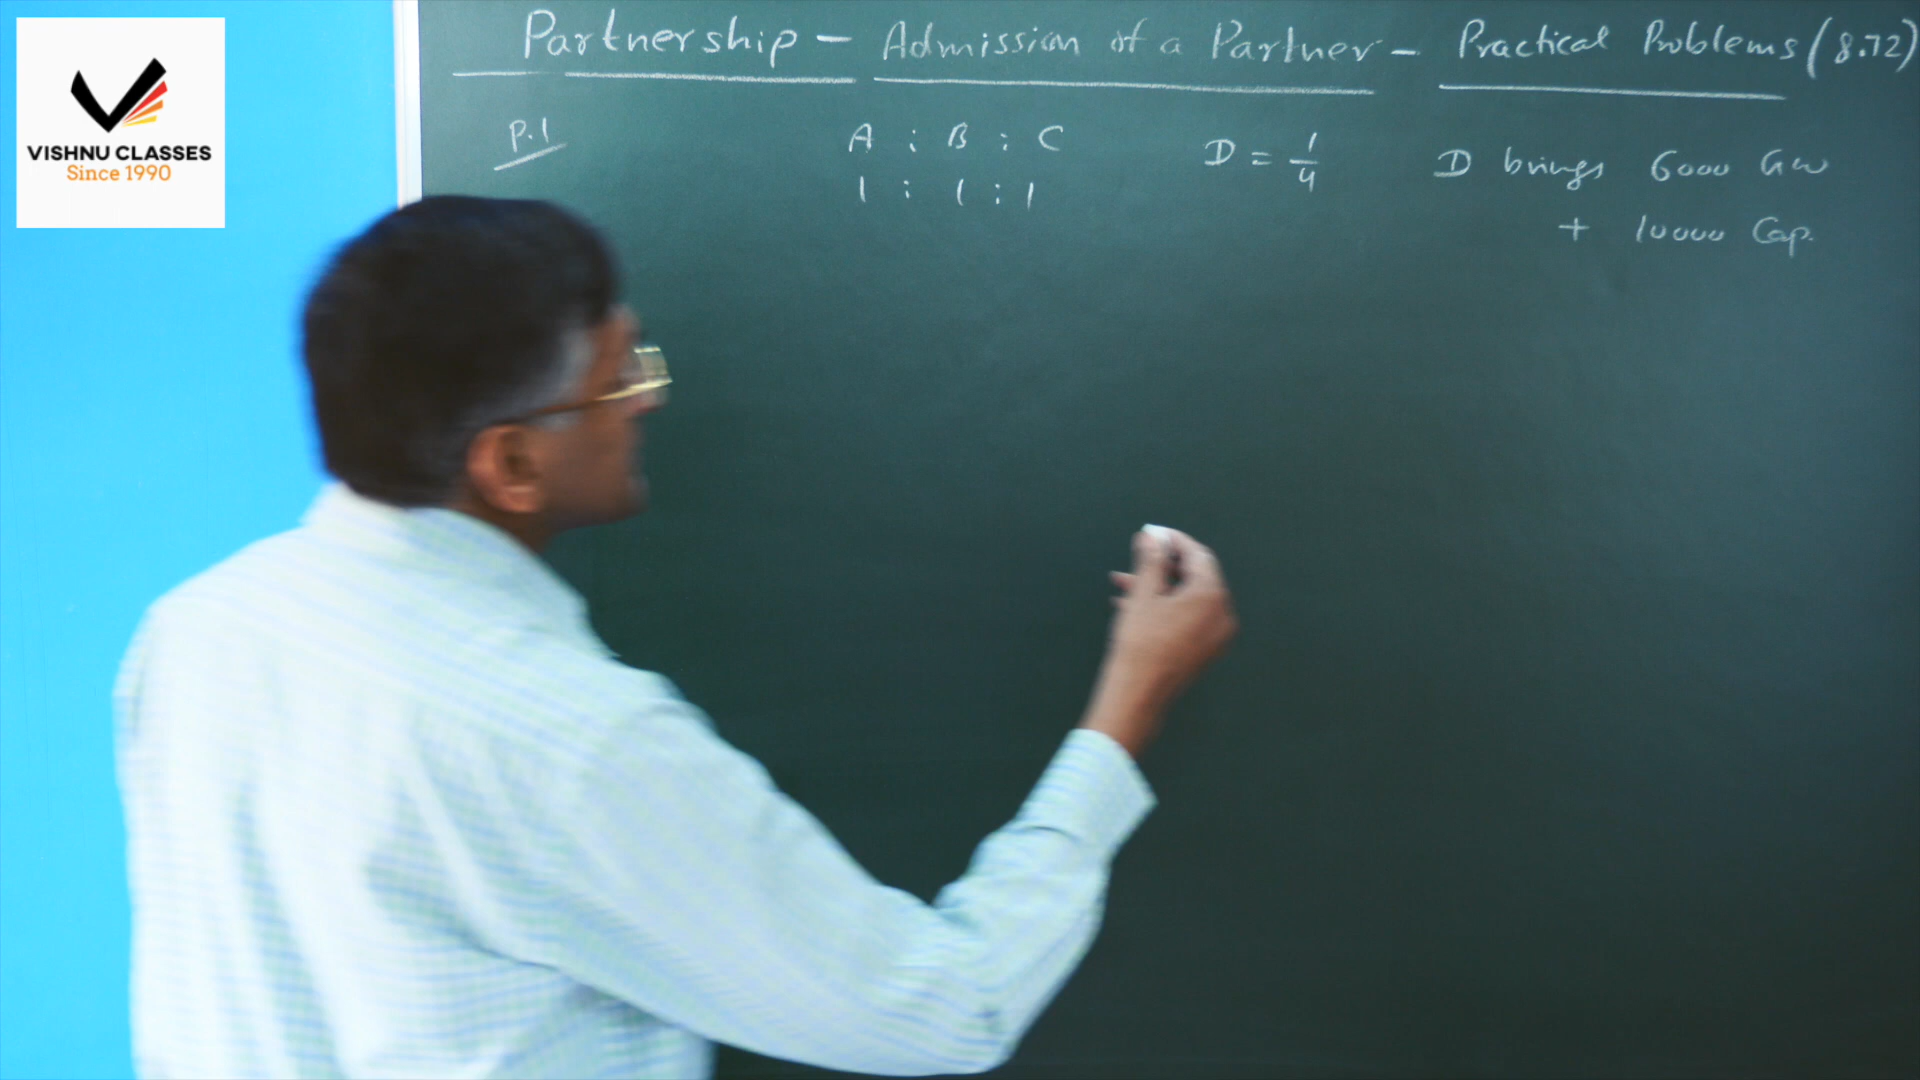 VISHNU CLASSES
Since 1990
Partnership - Admission of a Partner - Practical Problems (8.72)
P.1
A : B : C
1 : 1 : 1
D = 1/4
D brings 6000 Gw
+ 10000 Cap.